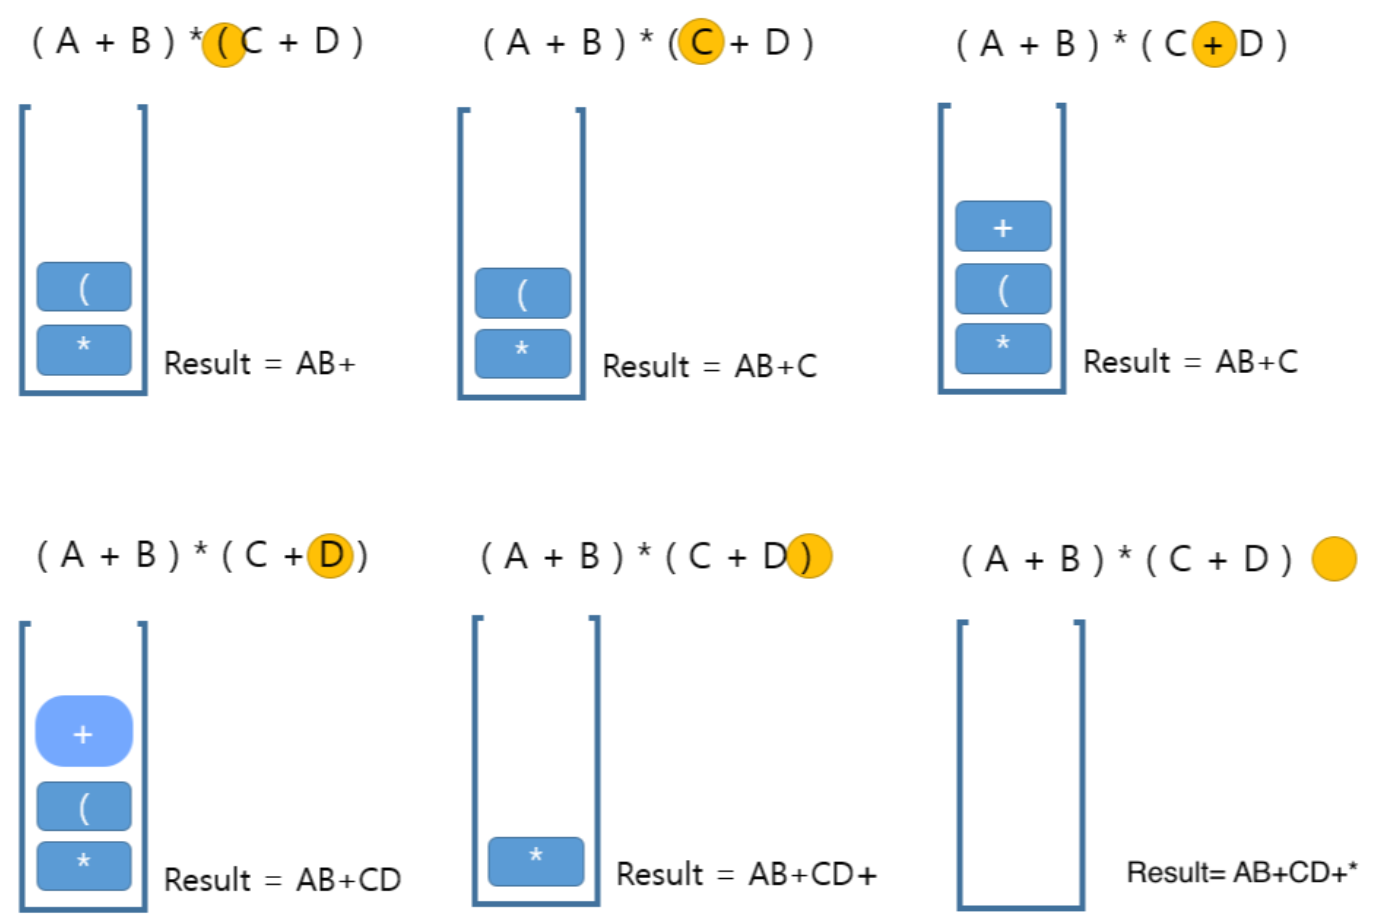 ( A + B ) * ( C + D )
(
*
Result = AB+
( A + B ) * ( C + D )
(
*
Result = AB+C
( A + B ) * ( C + D )
+
(
*
Result = AB+C
( A + B ) * ( C + D )
+
(
*
Result = AB+CD
( A + B ) * ( C + D )
*
Result = AB+CD+
( A + B ) * ( C + D )
Result= AB+CD+*